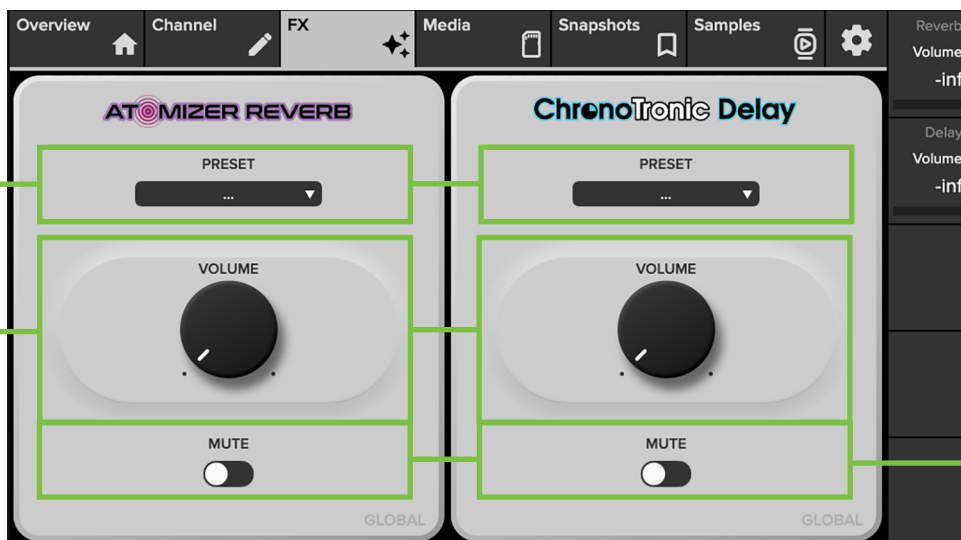 Overview
Channel
FX
Media
Snapshots
Samples
Reverb
Volume
-inf
Delay
Volume
-inf
ATOMIZER REVERB
PRESET
...
VOLUME
MUTE
GLOBAL
ChronoTronic Delay
PRESET
...
VOLUME
MUTE
GLOBAL